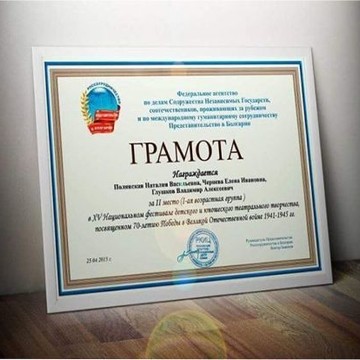 Федеральное агентство
по делам Содружества Независимых Государств,
соотечественников, проживающих за рубежом
и по международному гуманитарному сотрудничеству
Представительство в Болгарии
ГРАМОТА
Награждается
Полянская Наталия Васильевна, Чернева Елена Ивановна,
Глушков Владимир Алексеевич
за II место (1-ая возрастная группа)
в XV Национальном фестивале детского и юношеского театрального творчества,
посвященном 70-летию Победы в Великой Отечественной войне 1941-1945 гг.
25.04.2015 г.